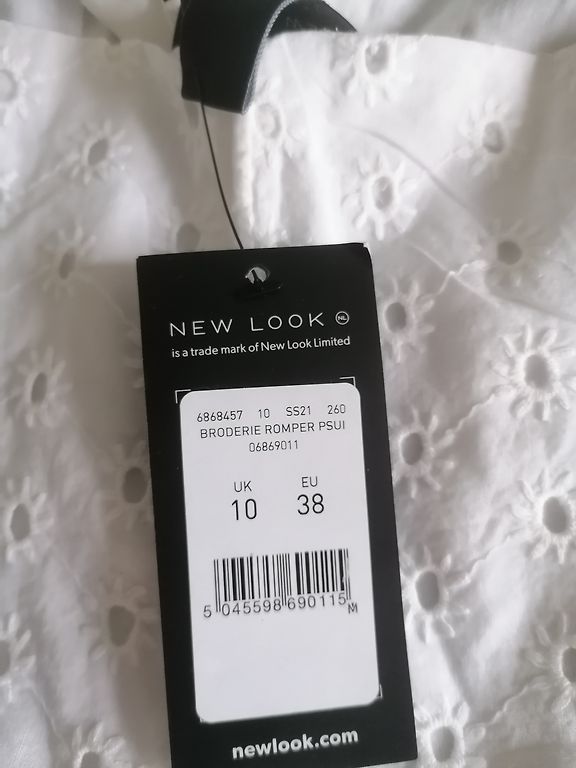 NEW LOOK NL
is a trade mark of New Look Limited
6868457 10 SS21 260
BRODERIE ROMPER PSUI
06869011
UK EU
10 38
5 045598 690115 M
newlook.com